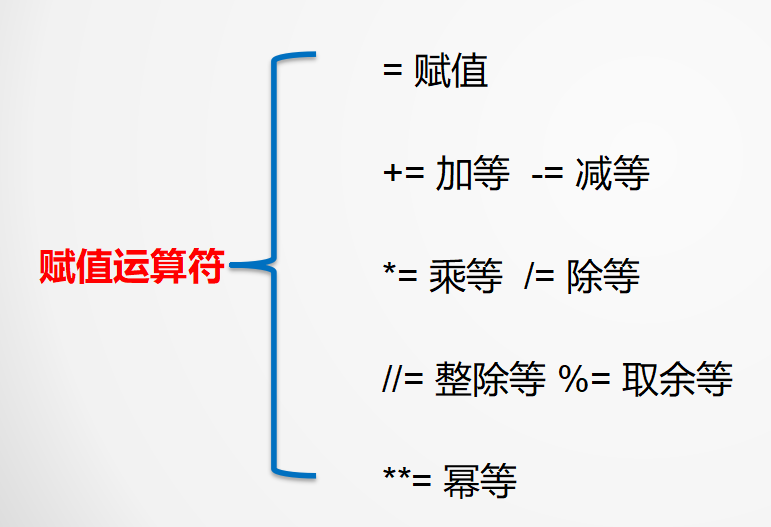 = 赋值
+= 加等 -= 减等
赋值运算符
*= 乘等 /= 除等
//= 整除等 %= 取余等
**= 幂等